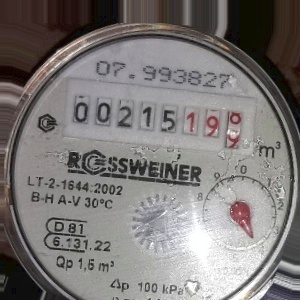 07.993827
00215199
m³
ROSSWEINER
LT-2-1644:2002
B-H A-V 30°C
D 81
6.131.22
Qp 1,5 m³
Δp 100 kPa